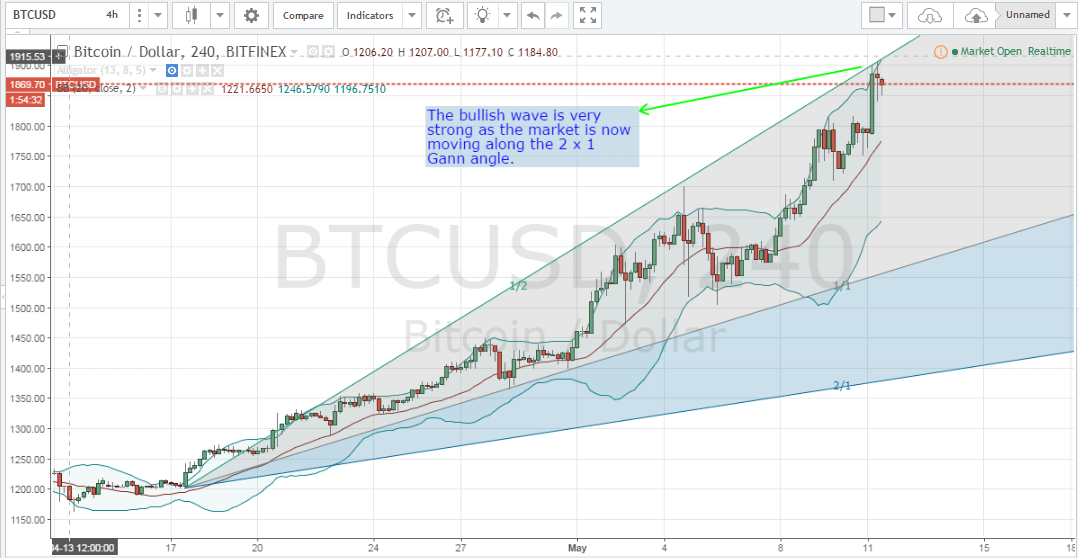 BTCUSD 4h Compare Indicators Unnamed
Bitcoin / Dollar, 240, BITFINEX O 1206.20 H 1207.00 L 1177.10 C 1184.80
Market Open Realtime
Alligator (13, 8, 5)
BB (20, close, 2) 1221.6650 1246.5790 1196.7510
The bullish wave is very
strong as the market is now
moving along the 2 x 1
Gann angle.
BTCUSD, 240
Bitcoin / Dollar
1/2
1/1
2/1
1915.53
1900.00
1869.70 BTCUSD
1:54:32
1800.00
1750.00
1700.00
1650.00
1600.00
1550.00
1500.00
1450.00
1400.00
1350.00
1300.00
1250.00
1200.00
1150.00
04-13 12:00:00 17 20 24 27 May 4 8 11 15 18